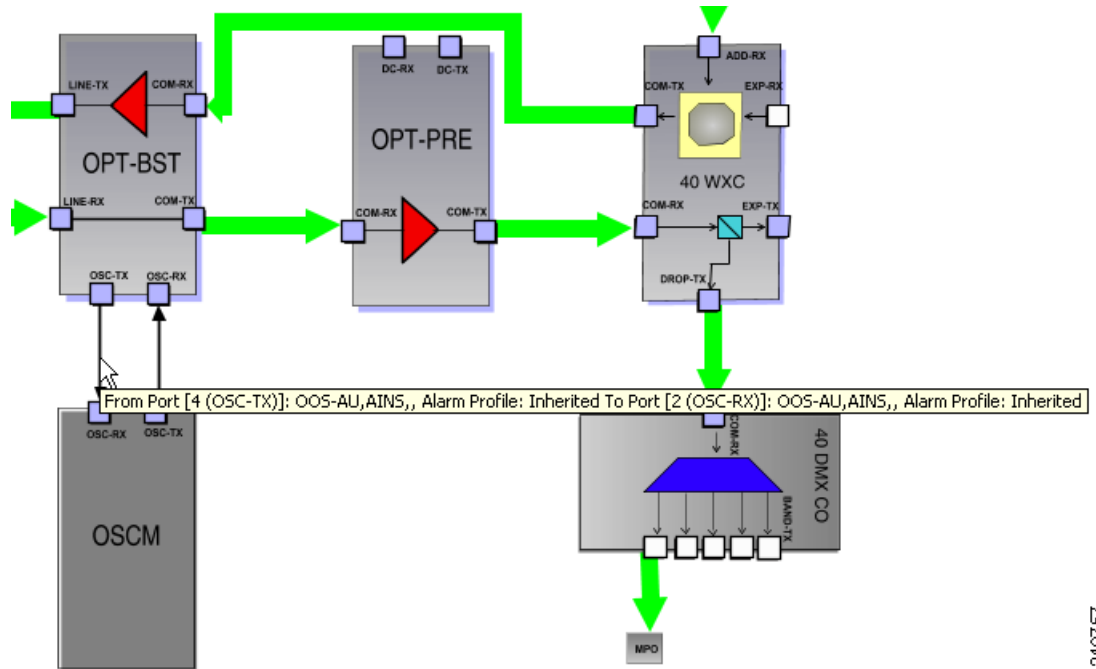 ADD-RX
DC-RX DC-TX
LINE-TX COM-RX
COM-TX EXP-RX
OPT-BST
OPT-PRE
40 WXC
LINE-RX COM-TX
COM-RX COM-TX
COM-RX EXP-TX
OSC-TX OSC-RX
DROP-TX
From Port [4 (OSC-TX)]: OOS-AU,AINS,, Alarm Profile: Inherited To Port [2 (OSC-RX)]: OOS-AU,AINS,, Alarm Profile: Inherited
OSC-RX OSC-TX
COM-RX
40 DMX CO
BAND-TX
OSCM
MPO